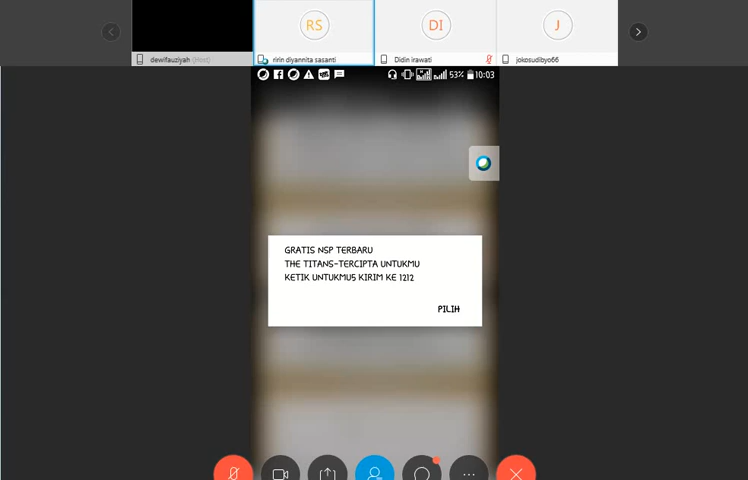 RS
DI
J
dewifauziyah (Host)
ririn diyannita sasanti
Didin irawati
jokosudibyo66
53% 10:03
GRATIS NSP TERBARU
THE TITANS-TERCIPTA UNTUKMU
KETIK UNTUKMU5 KIRIM KE 1212
PILIH